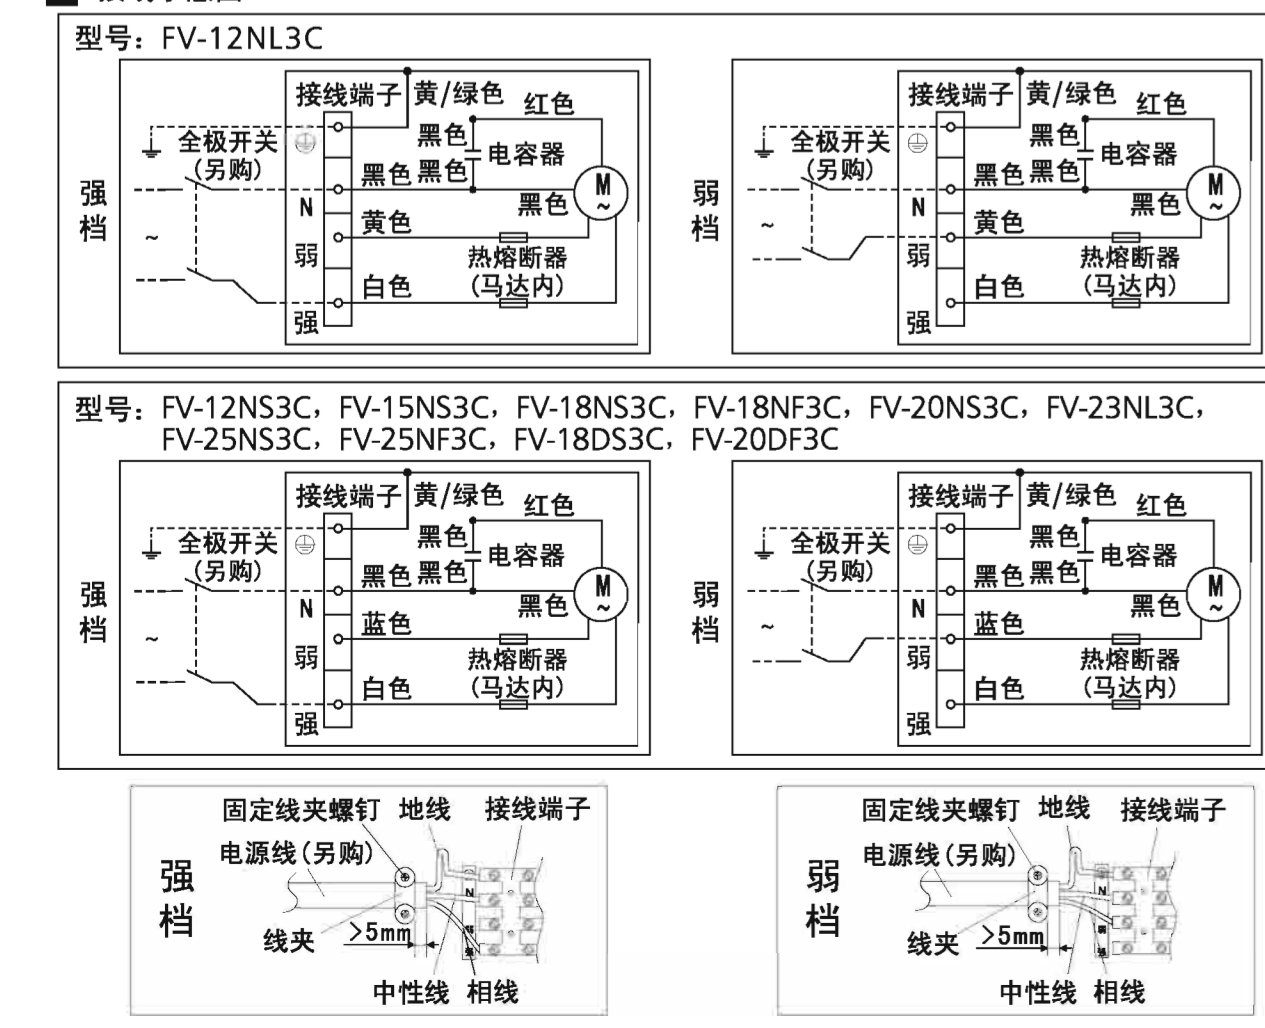 型号：FV-12NL3C
强档
接线端子 黄/绿色 红色
全极开关
(另购)
黑色
黑色 黑色
电容器
M
~
黑色
N
黄色
~
弱
热熔断器
(马达内)
白色
强
弱档
接线端子 黄/绿色 红色
全极开关
(另购)
黑色
黑色 黑色
电容器
M
~
黑色
N
黄色
~
弱
热熔断器
(马达内)
白色
强
型号：FV-12NS3C，FV-15NS3C，FV-18NS3C，FV-18NF3C，FV-20NS3C，FV-23NL3C，
FV-25NS3C，FV-25NF3C，FV-18DS3C，FV-20DF3C
强档
接线端子 黄/绿色 红色
全极开关
(另购)
黑色
黑色 黑色
电容器
M
~
黑色
N
蓝色
~
弱
热熔断器
(马达内)
白色
强
弱档
接线端子 黄/绿色 红色
全极开关
(另购)
黑色
黑色 黑色
电容器
M
~
黑色
N
蓝色
~
弱
热熔断器
(马达内)
白色
强
强档
固定线夹螺钉 地线 接线端子
电源线(另购)
N
弱
强
线夹 >5mm
中性线 相线
弱档
固定线夹螺钉 地线 接线端子
电源线(另购)
N
弱
强
线夹 >5mm
中性线 相线